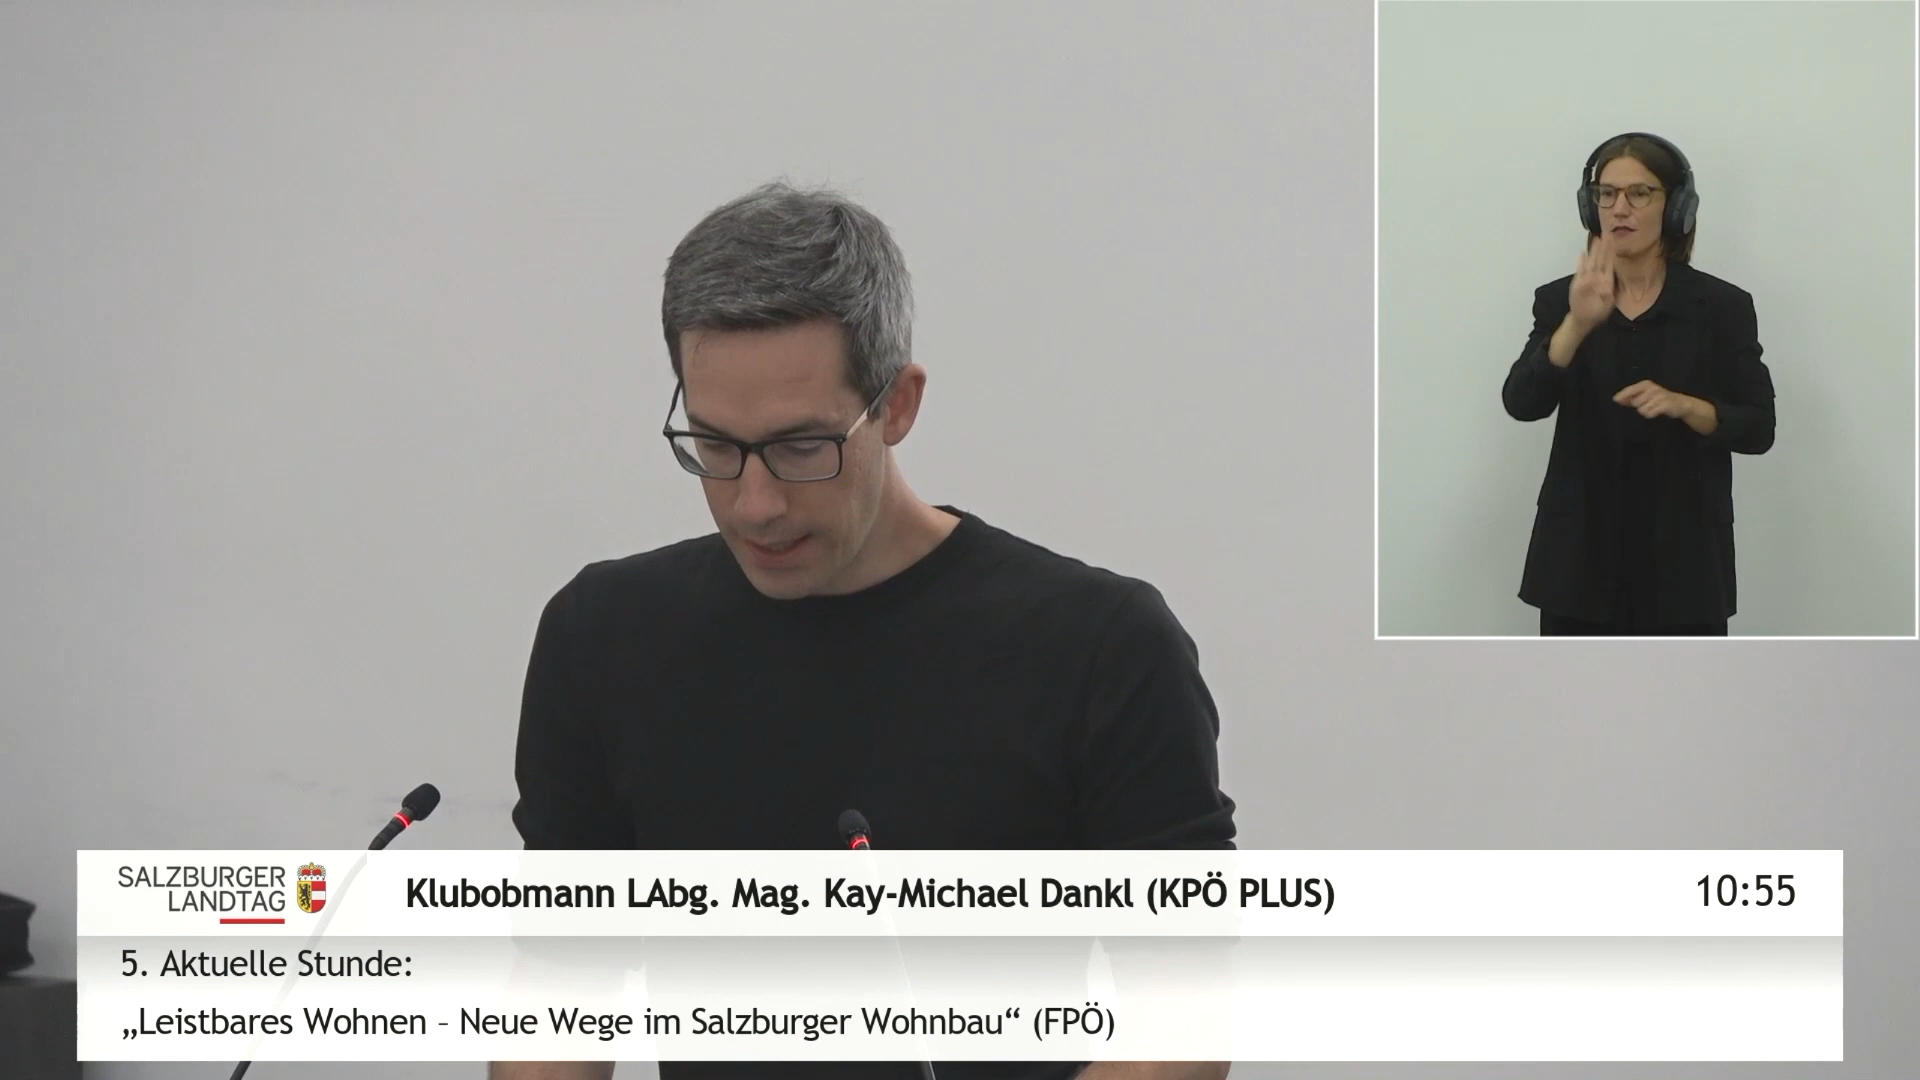 SALZBURGER
LANDTAG
Klubobmann LAbg. Mag. Kay-Michael Dankl (KPÖ PLUS)
10:55
5. Aktuelle Stunde:
„Leistbares Wohnen – Neue Wege im Salzburger Wohnbau“ (FPÖ)